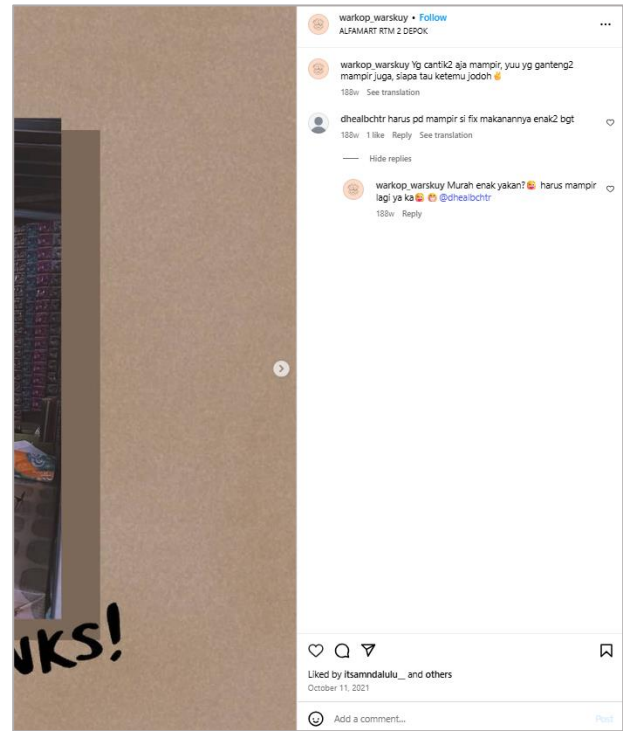 warkop_warskuy • Follow
ALFAMART RTM 2 DEPOK
warkop_warskuy Yg cantik2 aja mampir, yuu yg ganteng2
mampir juga, siapa tau ketemu jodoh ✌
188w See translation
dhealbchtr harus pd mampir si fix makanannya enak2 bgt
188w 1 like Reply See translation
Hide replies
warkop_warskuy Murah enak yakan? harus mampir
lagi ya ka @dhealbchtr
188w Reply
NKS!
Liked by itsamndalulu__ and others
October 11, 2021
Add a comment...
Post